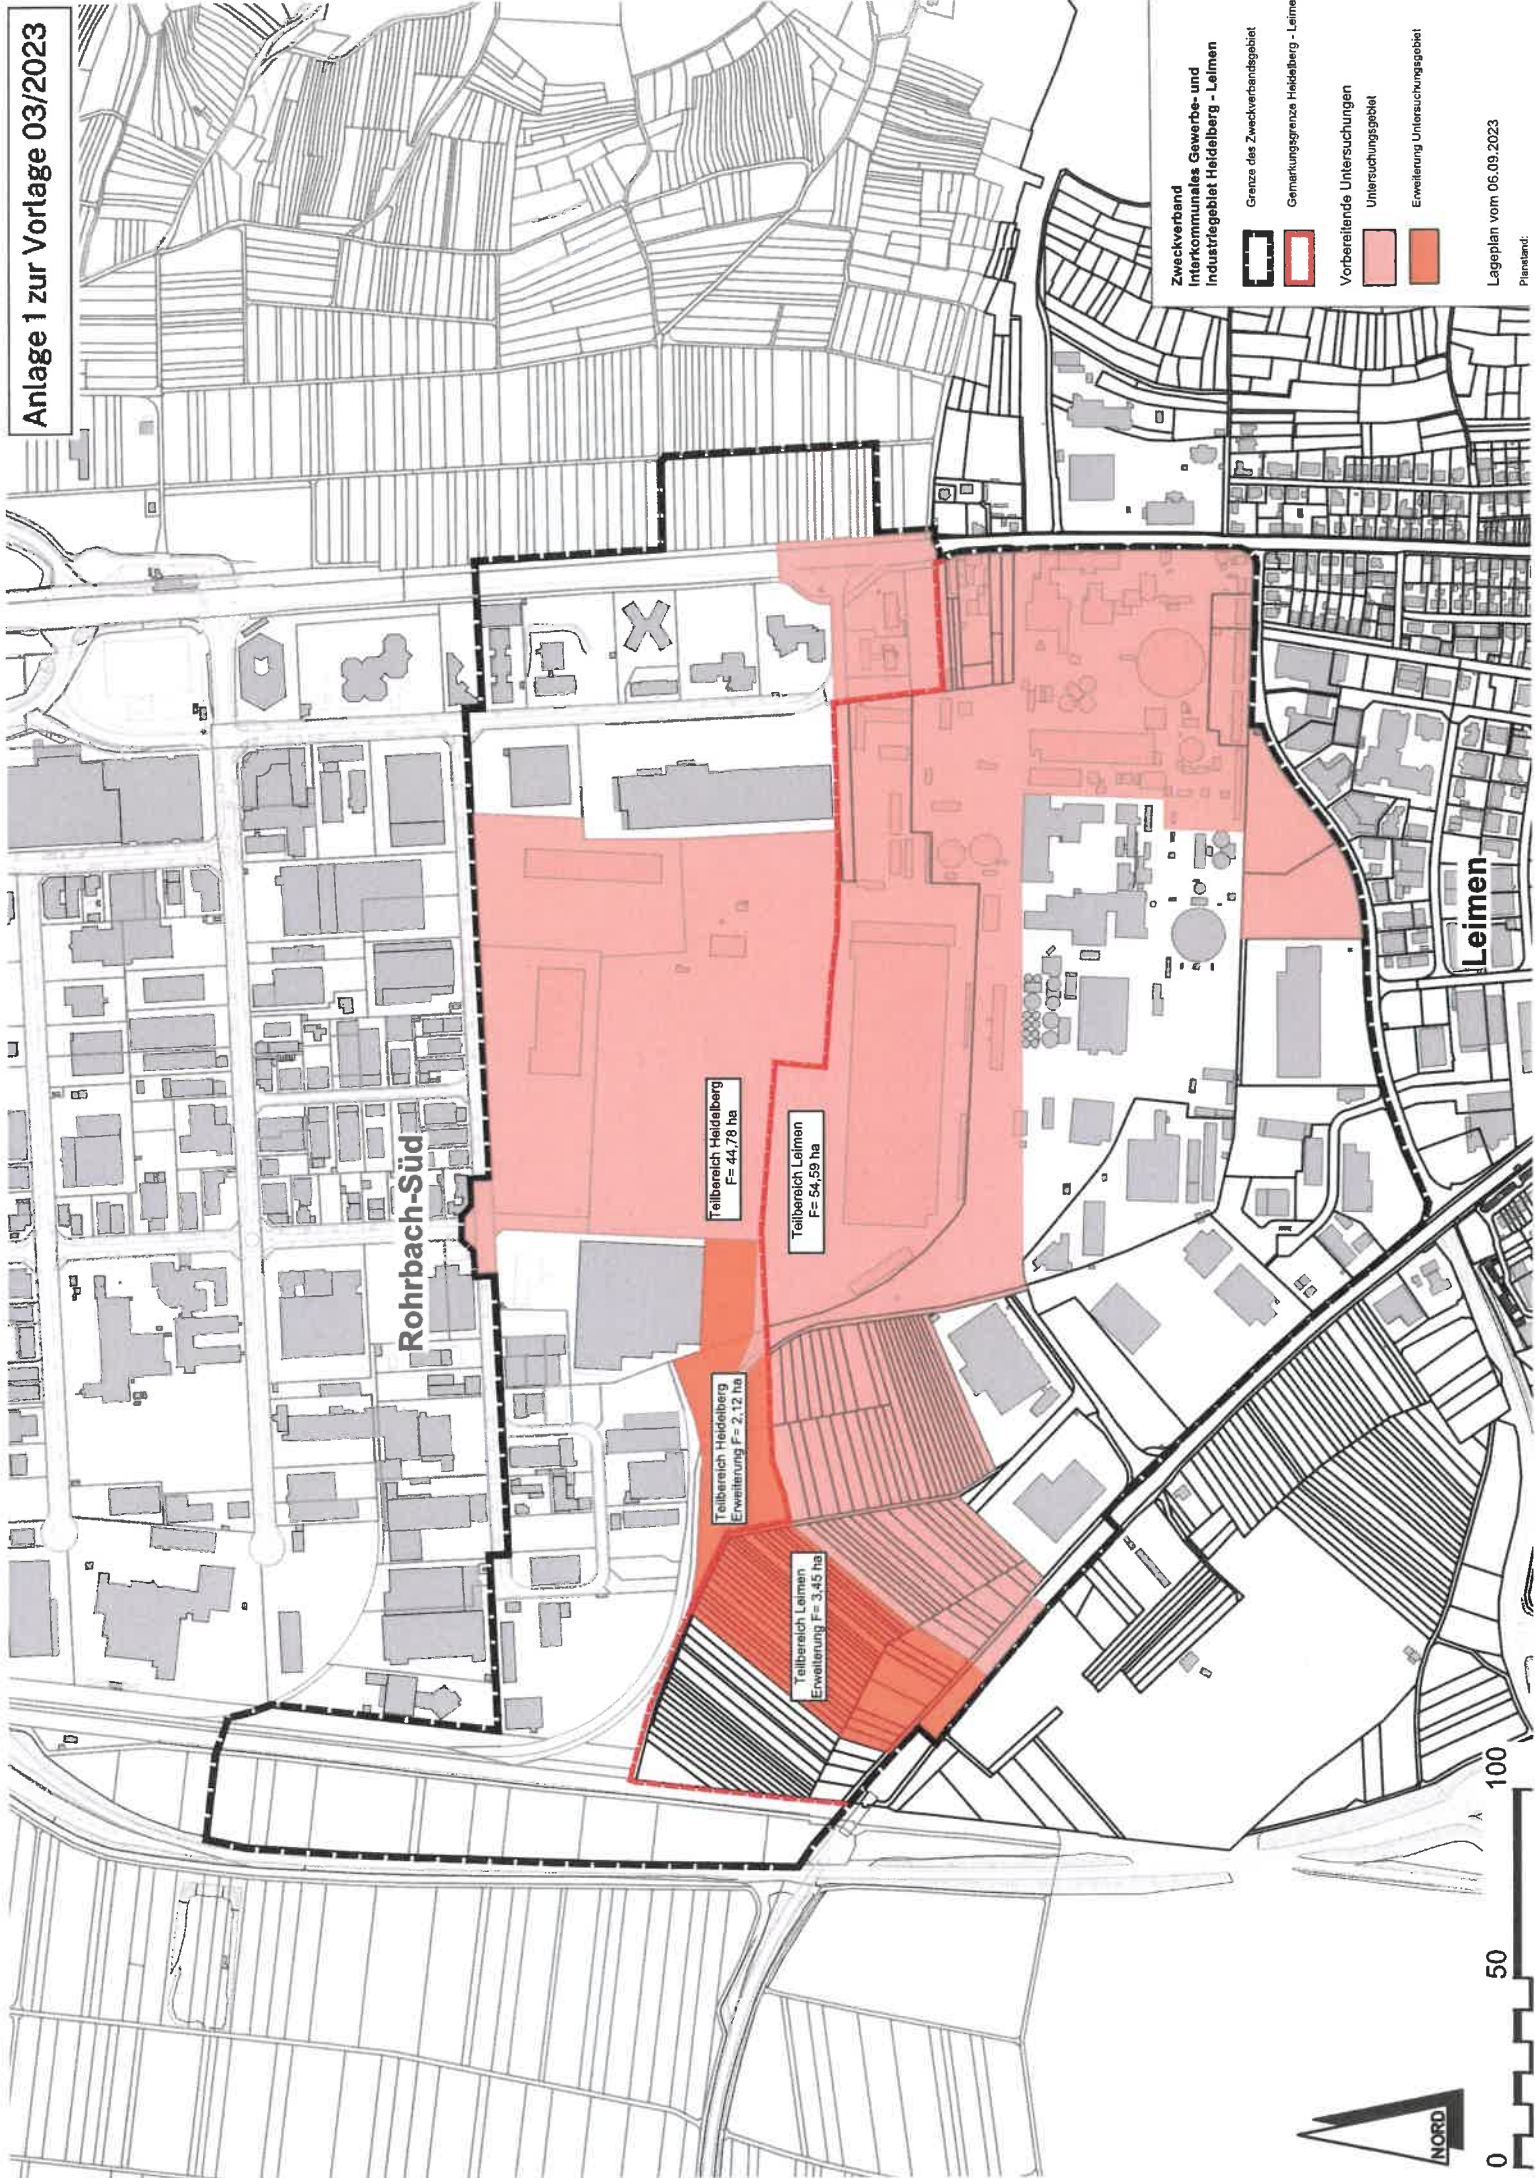 Anlage 1 zur Vorlage 03/2023
Rohrbach-Süd
Teilbereich Heidelberg
F= 44,78 ha
Teilbereich Leimen
F= 54,59 ha
Teilbereich Heidelberg
Erweiterung F= 2,12 ha
Teilbereich Leimen
Erweiterung F= 3,45 ha
Leimen
Zweckverband
Interkommunales Gewerbe- und
Industriegebiet Heidelberg - Leimen
Grenze des Zweckverbandsgebiet
Gemarkungsgrenze Heidelberg - Leime
Vorbereitende Untersuchungen
Untersuchungsgebiet
Erweiterung Untersuchungsgebiet
Lageplan vom 06.09.2023
Planstand:
NORD
0 50 100